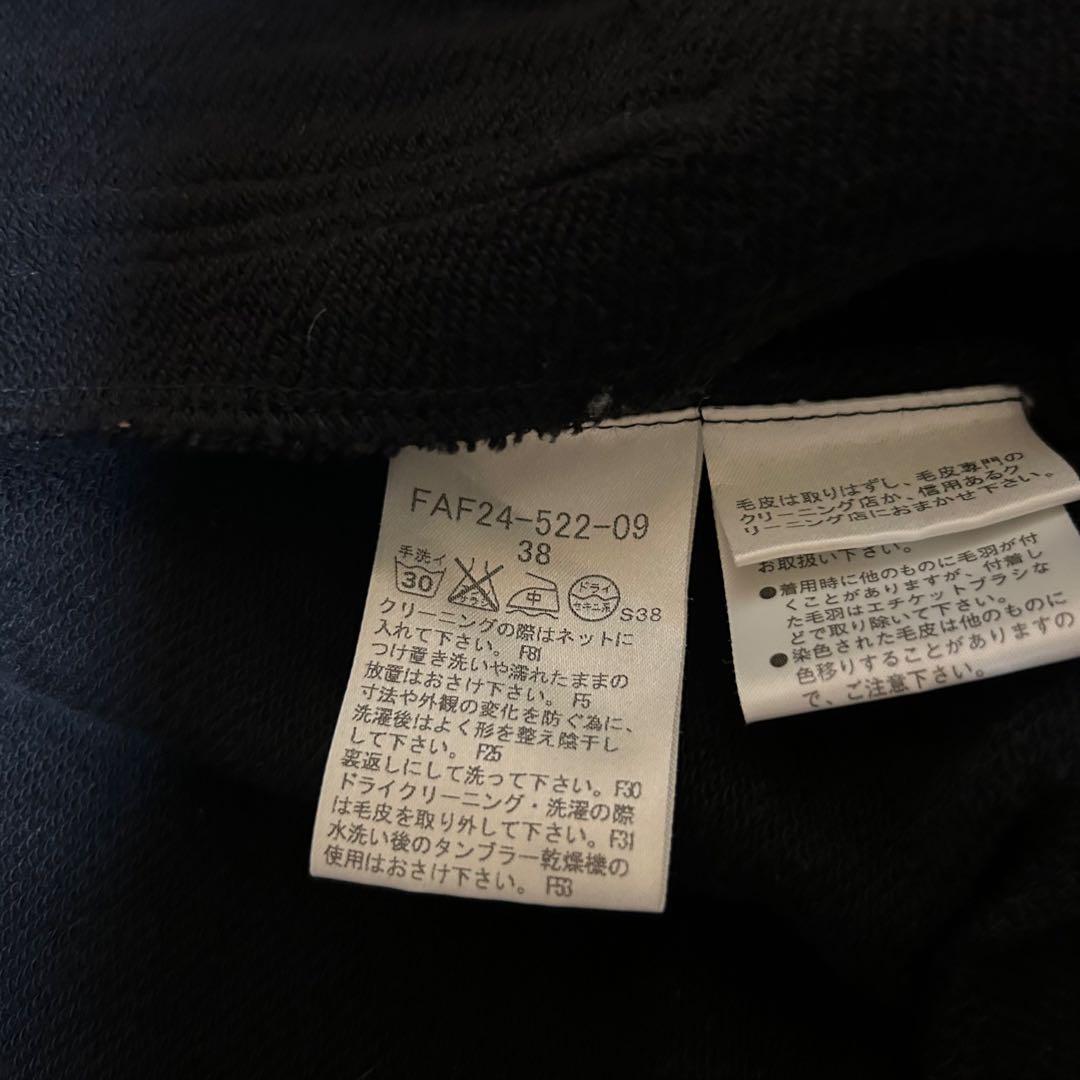 FAF24-522-09
38
手洗イ
30
エンソ
サラシ
中
ドライ
セキユ系
S38
クリーニングの際はネットに
入れて下さい。 F81
つけ置き洗いや濡れたままの
放置はおさけ下さい。 F5
寸法や外観の変化を防ぐ為に、
洗濯後はよく形を整え陰干し
して下さい。 F25
裏返しにして洗って下さい。F30
ドライクリーニング・洗濯の際
は毛皮を取り外して下さい。F31
水洗い後のタンブラー乾燥機の
使用はおさけ下さい。 F53
毛皮は取りはずし、毛皮専門の
クリーニング店か、信用あるク
リーニング店におまかせ下さい。
お取扱い下さい。
●着用時に他のものに毛羽が付
くことがありますが、付着し
た毛羽はエチケットブラシな
どで取り除いて下さい。
●染色された毛皮は他のものに
色移りすることがありますの
で、ご注意下さい。